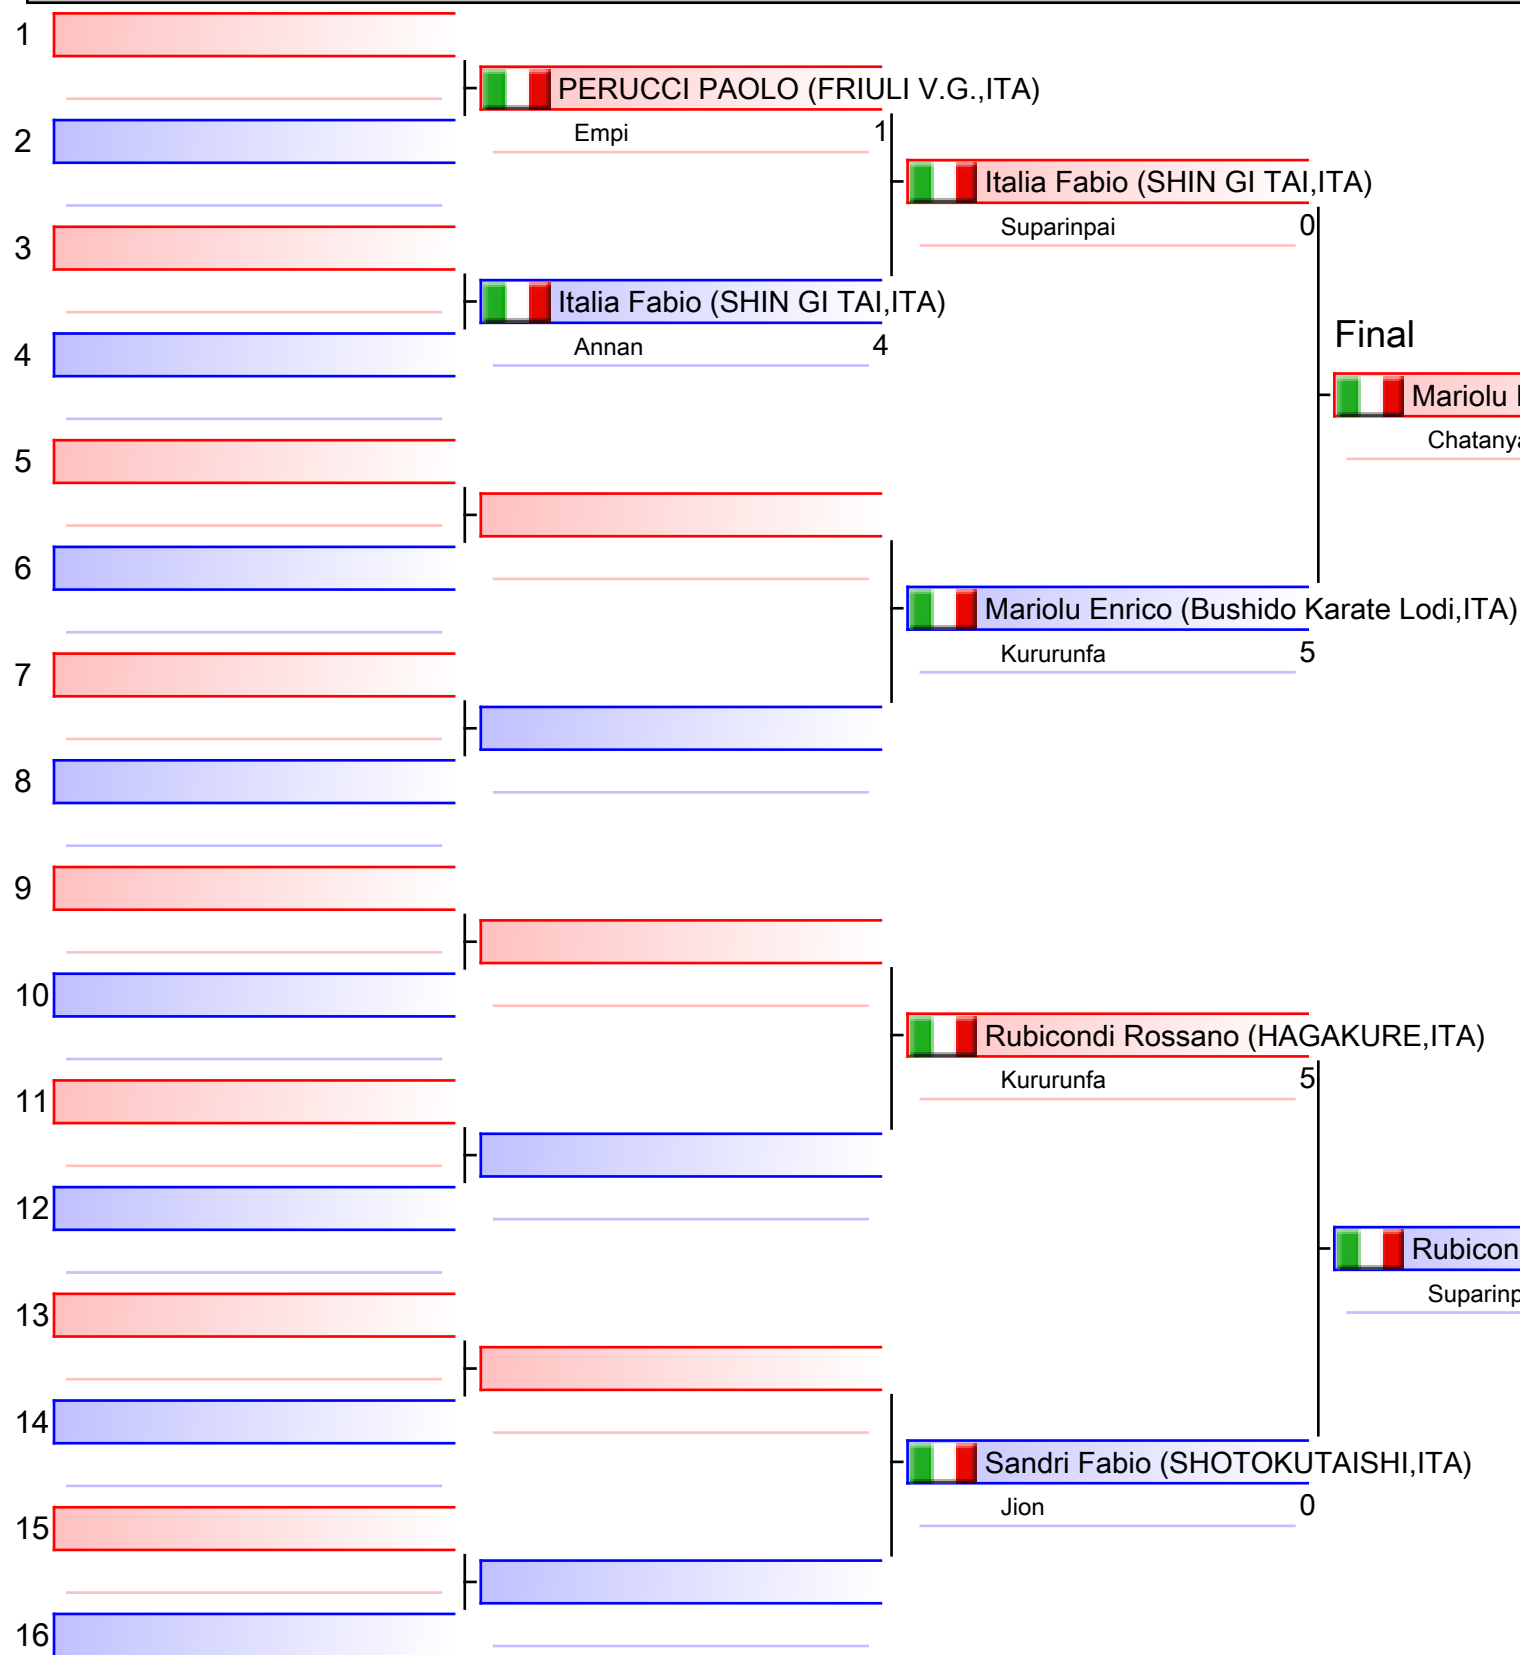 1
PERUCCI PAOLO (FRIULI V.G.,ITA)
Empi 1
2
Italia Fabio (SHIN GI TAI,ITA)
Suparinpai 0
3
Italia Fabio (SHIN GI TAI,ITA)
Annan 4
4
Final
Mariolu
5
6
Mariolu Enrico (Bushido Karate Lodi,ITA)
Kururunfa 5
7
8
9
10
Rubicondi Rossano (HAGAKURE,ITA)
Kururunfa 5
11
12
13
14
Sandri Fabio (SHOTOKUTAISHI,ITA)
Jion 0
15
16